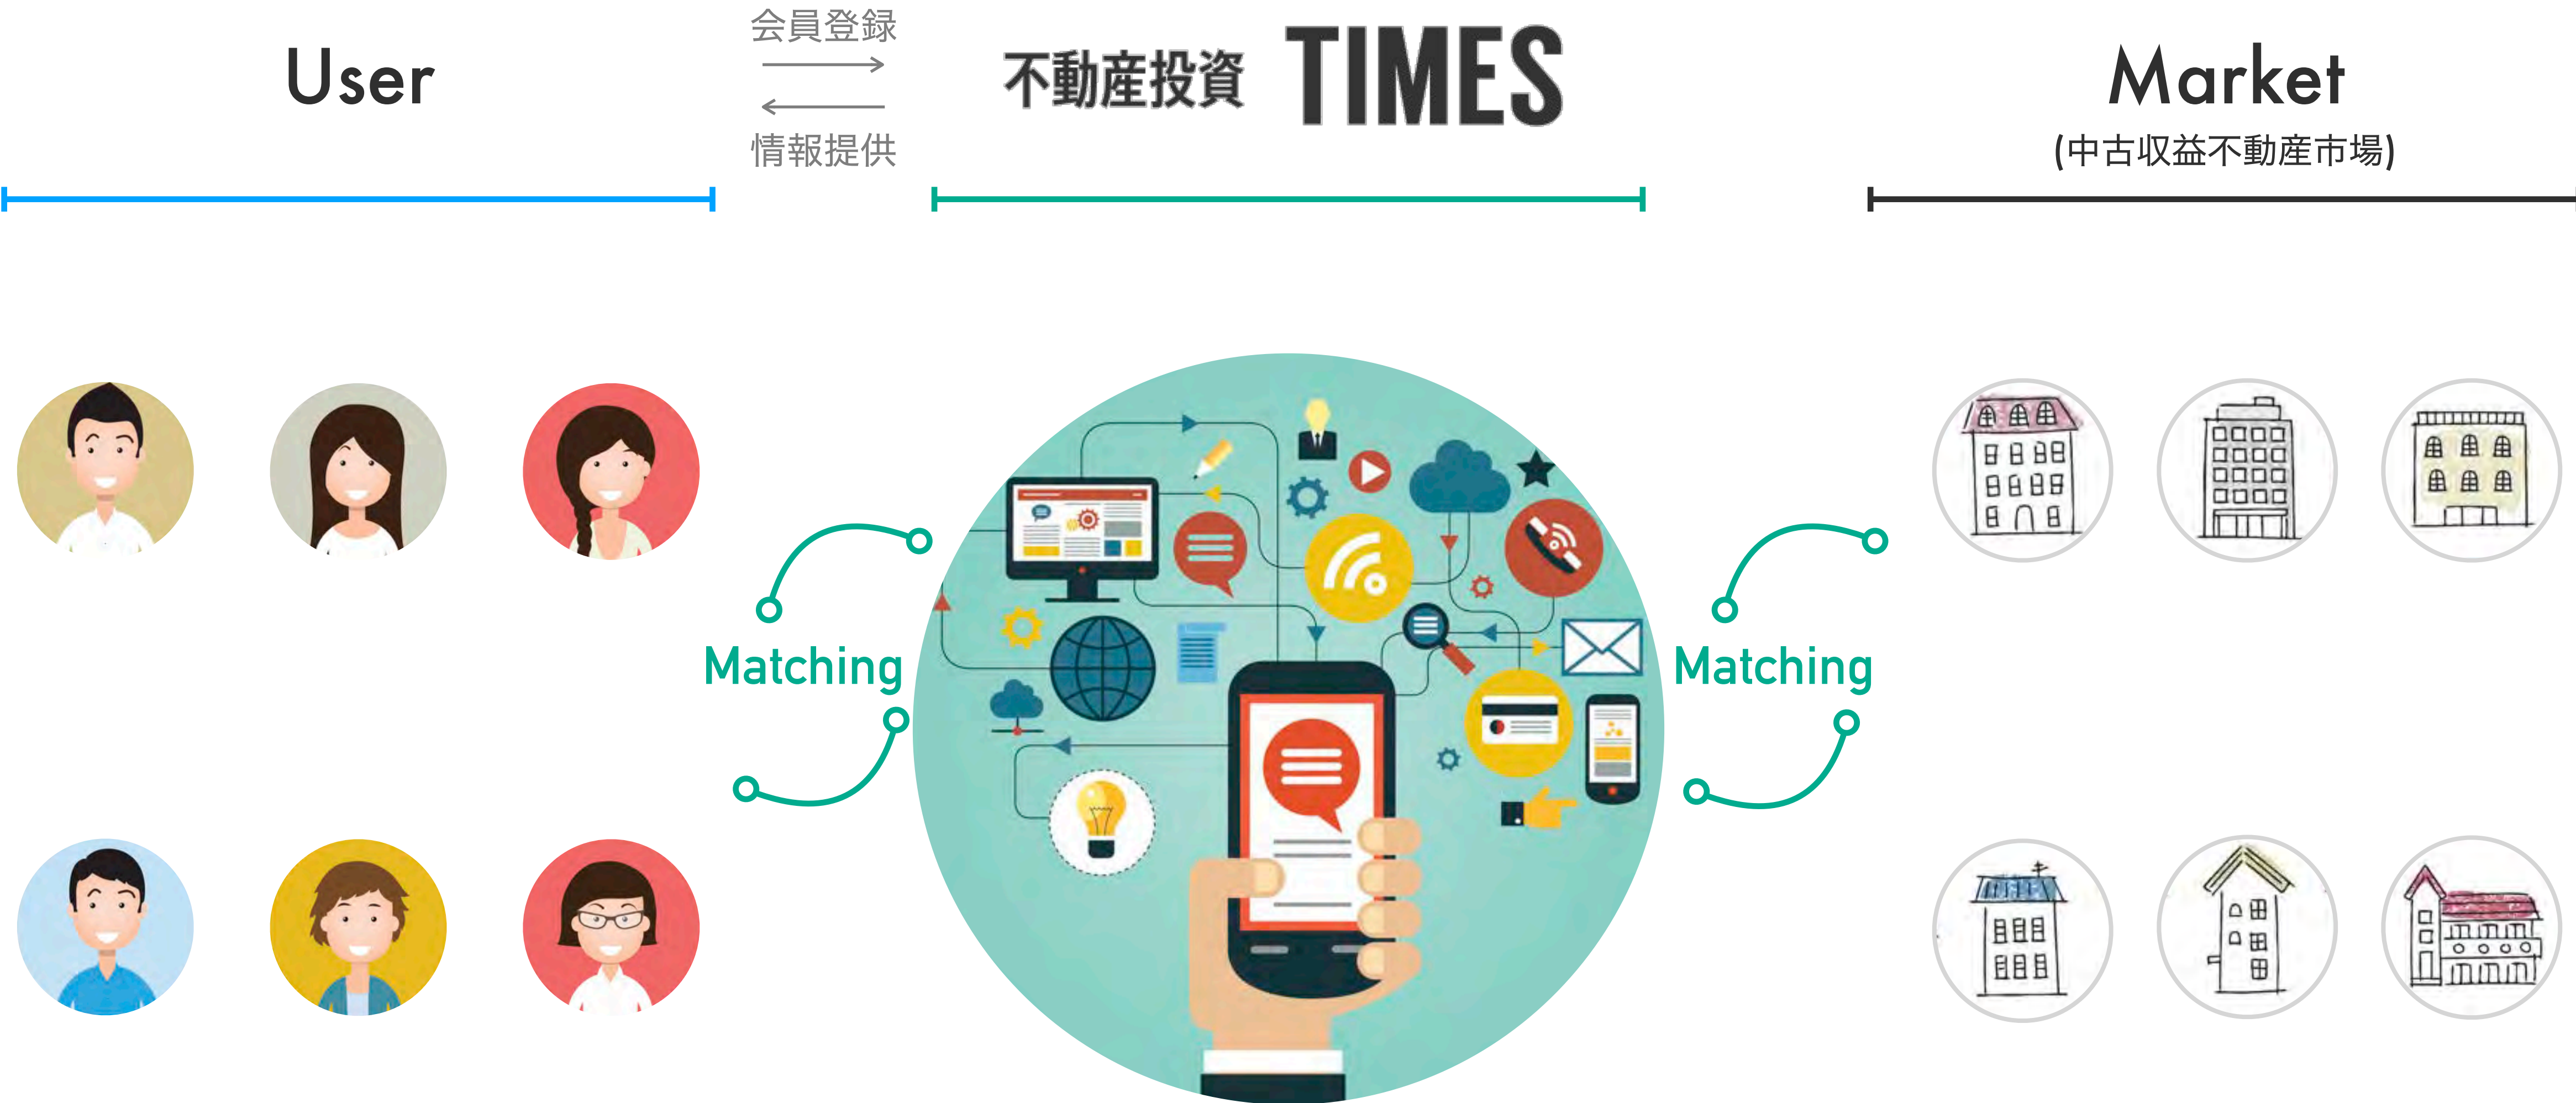 User
会員登録
情報提供
不動産投資 TIMES
Market
(中古収益不動産市場)
Matching
Matching